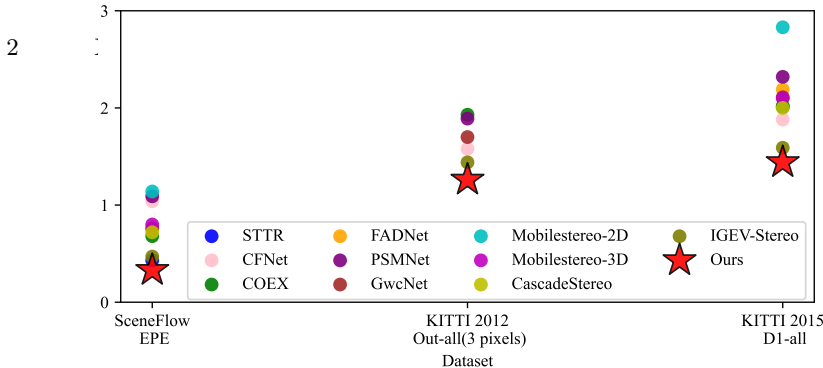 2
3
2
1
0
STTR
CFNet
COEX
FADNet
PSMNet
GwcNet
Mobilestereo-2D
Mobilestereo-3D
CascadeStereo
IGEV-Stereo
Ours
SceneFlow
EPE
KITTI 2012
Out-all(3 pixels)
KITTI 2015
D1-all
Dataset